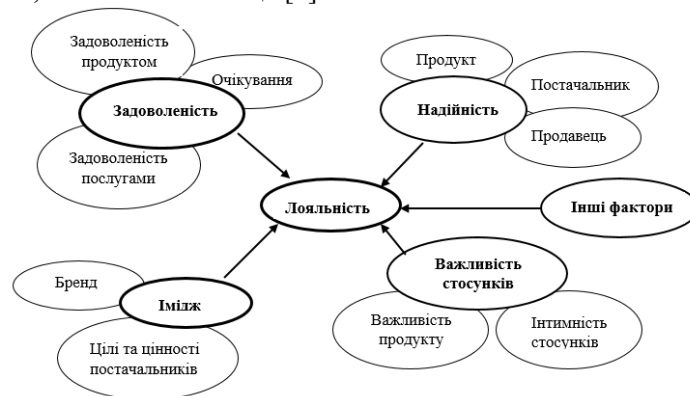 Задоволеність
продуктом
Очікування
Задоволеність
Задоволеність
послугами
Продукт
Постачальник
Надійність
Продавець
Лояльність
Інші фактори
Бренд
Імідж
Цілі та цінності
постачальників
Важливість
стосунків
Важливість
продукту
Інтимність
стосунків